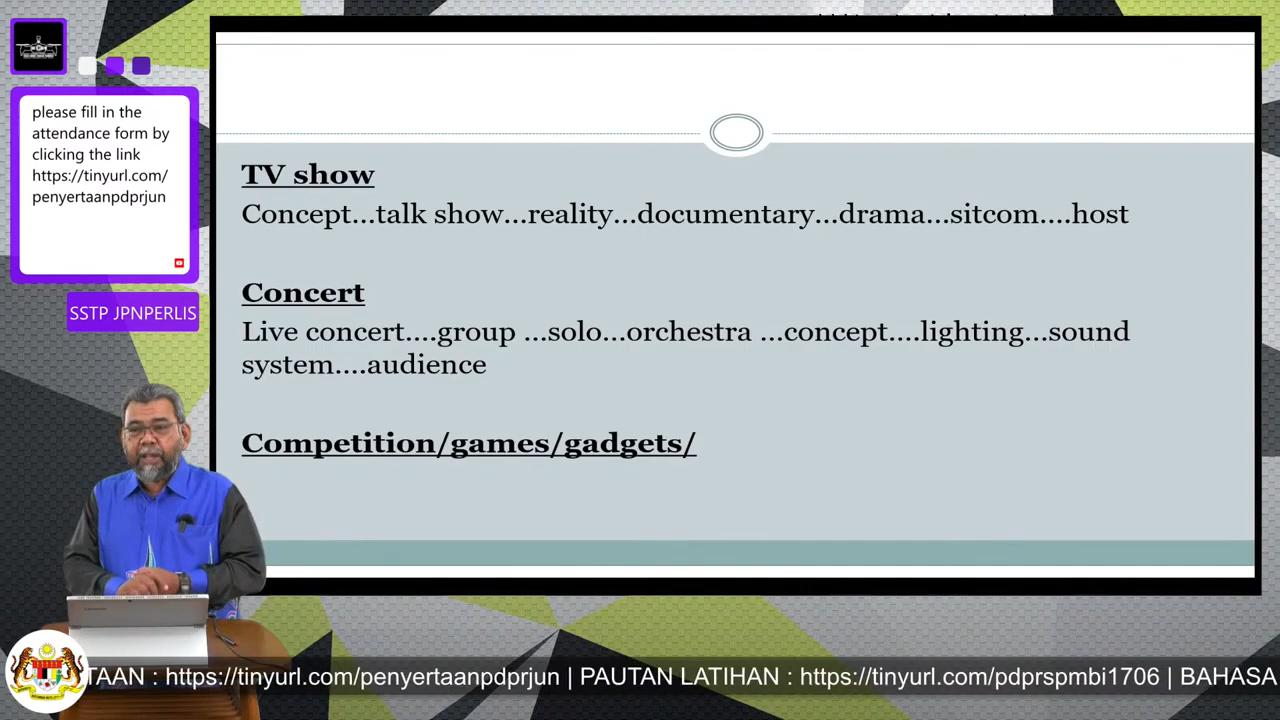 please fill in the
attendance form by
clicking the link
https://tinyurl.com/
penyertaanpdprjun
SSTP JPNPERLIS
TV show
Concept...talk show...reality...documentary...drama...sitcom....host
Concert
Live concert....group ...solo...orchestra ...concept....lighting...sound
system....audience
Competition/games/gadgets/
TAAN : https://tinyurl.com/penyertaanpdprjun | PAUTAN LATIHAN : https://tinyurl.com/pdprspmbi1706 | BAHASA